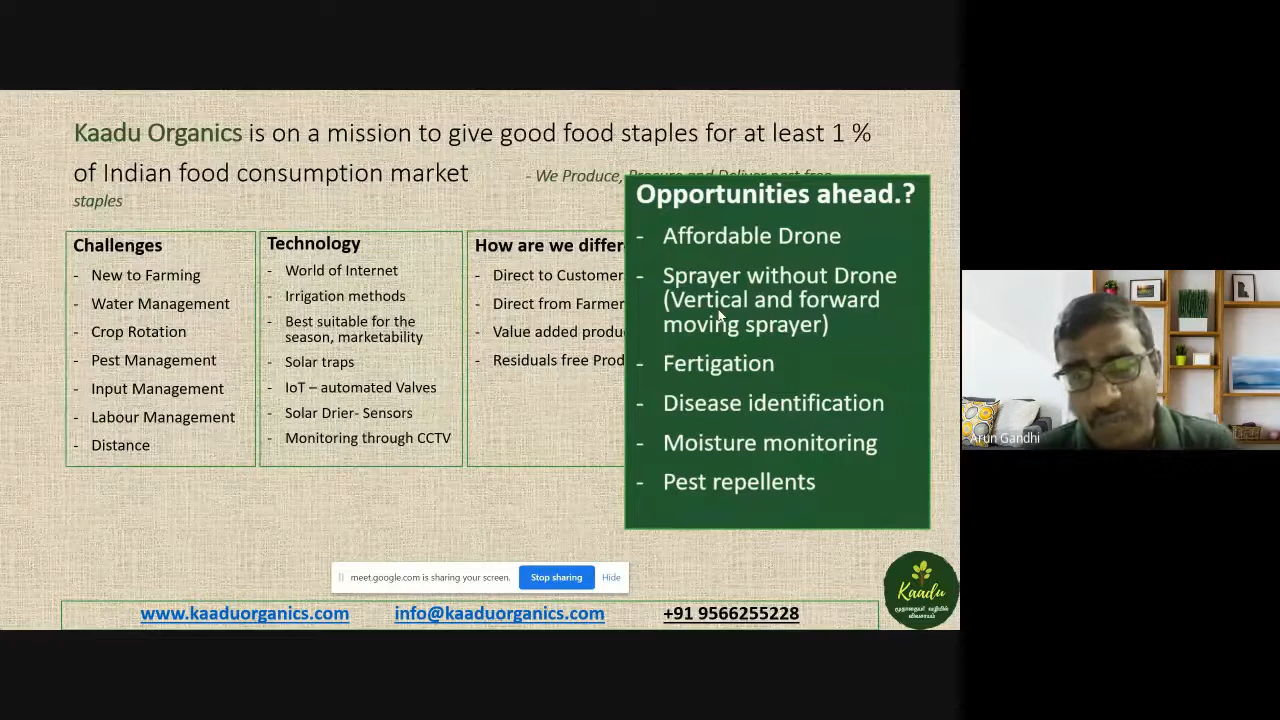 Kaadu Organics is on a mission to give good food staples for at least 1 %
of Indian food consumption market - We Produce, Procure and Deliver pest free
staples
Challenges
- New to Farming
- Water Management
- Crop Rotation
- Pest Management
- Input Management
- Labour Management
- Distance
Technology
- World of Internet
- Irrigation methods
- Best suitable for the
season, marketability
- Solar traps
- IoT – automated Valves
- Solar Drier- Sensors
- Monitoring through CCTV
How are we differ
- Direct to Customer
- Direct from Farmer
- Value added produ
- Residuals free Prod
Opportunities ahead.?
- Affordable Drone
- Sprayer without Drone
(Vertical and forward
moving sprayer)
- Fertigation
- Disease identification
- Moisture monitoring
- Pest repellents
meet.google.com is sharing your screen. Stop sharing Hide
www.kaaduorganics.com info@kaaduorganics.com +91 9566255228
Kaadu
Arun Gandhi